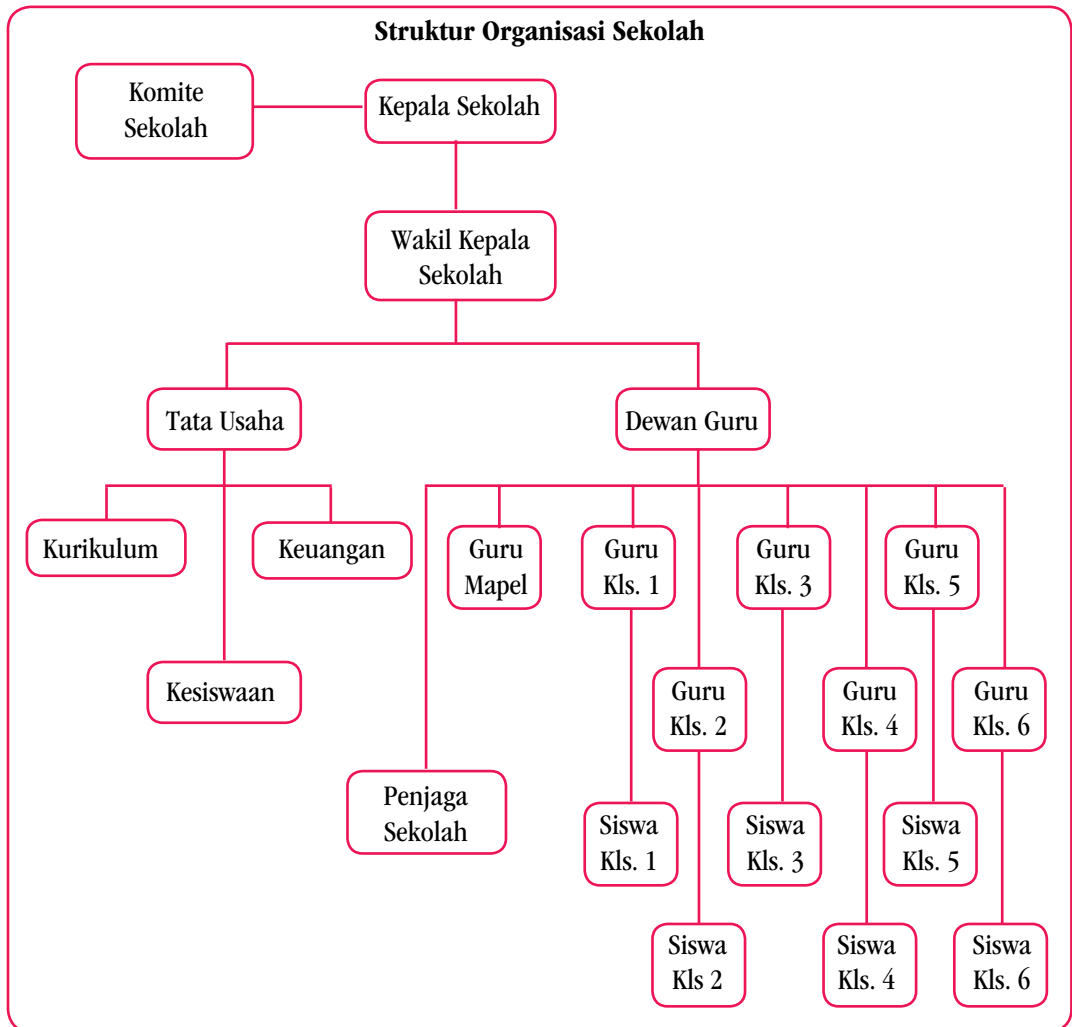 Struktur Organisasi Sekolah
Komite
Sekolah
Kepala Sekolah
Wakil Kepala
Sekolah
Tata Usaha
Dewan Guru
Kurikulum
Keuangan
Kesiswaan
Guru
Mapel
Guru
Kls. 1
Guru
Kls. 3
Guru
Kls. 5
Guru
Kls. 2
Guru
Kls. 4
Guru
Kls. 6
Penjaga
Sekolah
Siswa
Kls. 1
Siswa
Kls. 3
Siswa
Kls. 5
Siswa
Kls 2
Siswa
Kls. 4
Siswa
Kls. 6